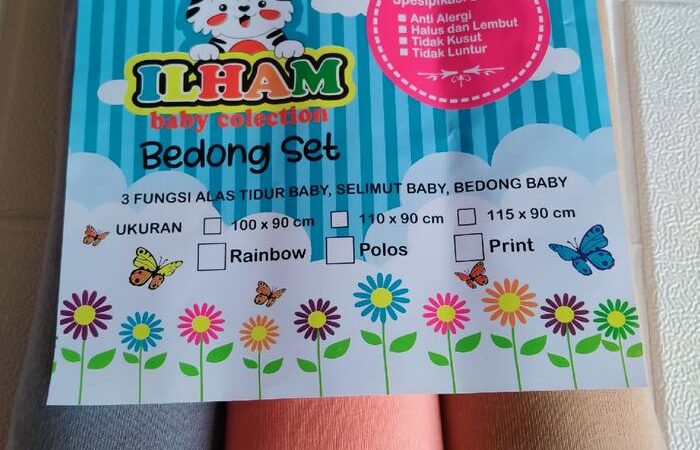 Spesipikasi
Anti Alergi
Halus dan Lembut
Tidak Kusut
Tidak Luntur
ILHAM
baby colection
Bedong Set
3 FUNGSI ALAS TIDUR BABY, SELIMUT BABY, BEDONG BABY
UKURAN 100 x 90 cm 110 x 90 cm 115 x 90 cm
Rainbow Polos Print